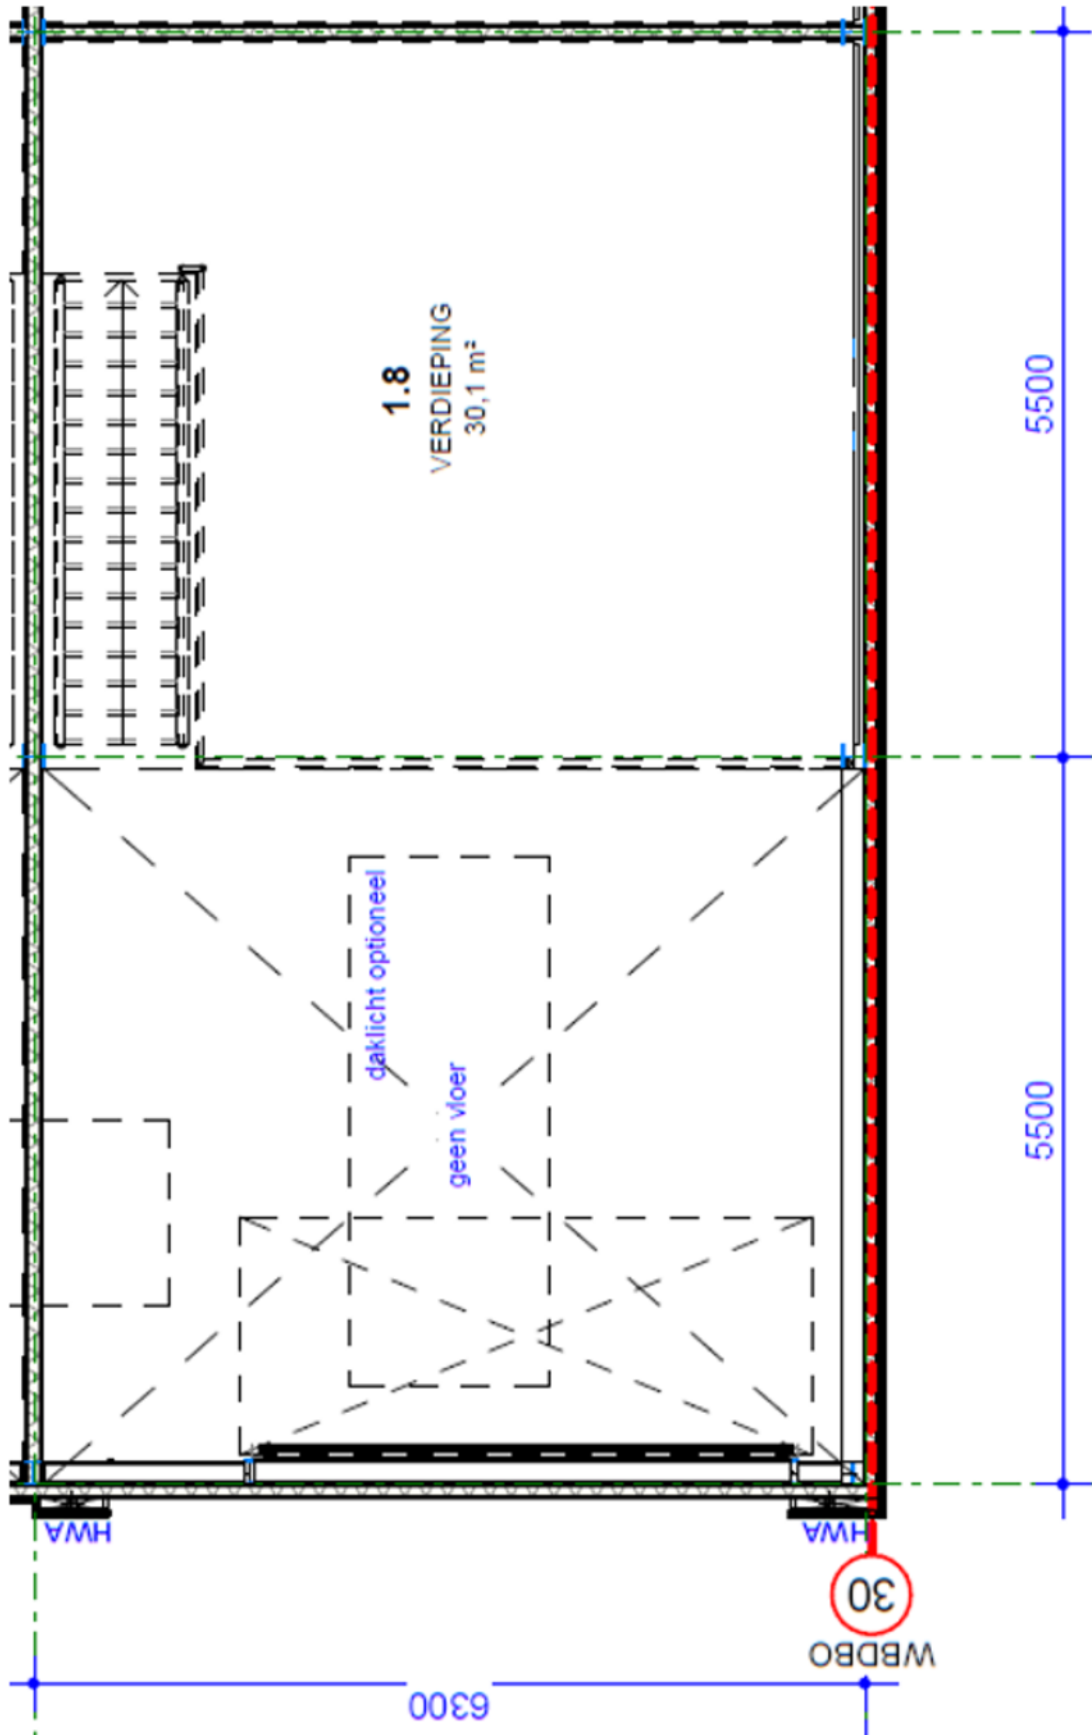 1.8
VERDIEPING
30,1 m²
5500
daklicht optioneel
geen vloer
5500
HWA
HWA
30
WBDBO
6300